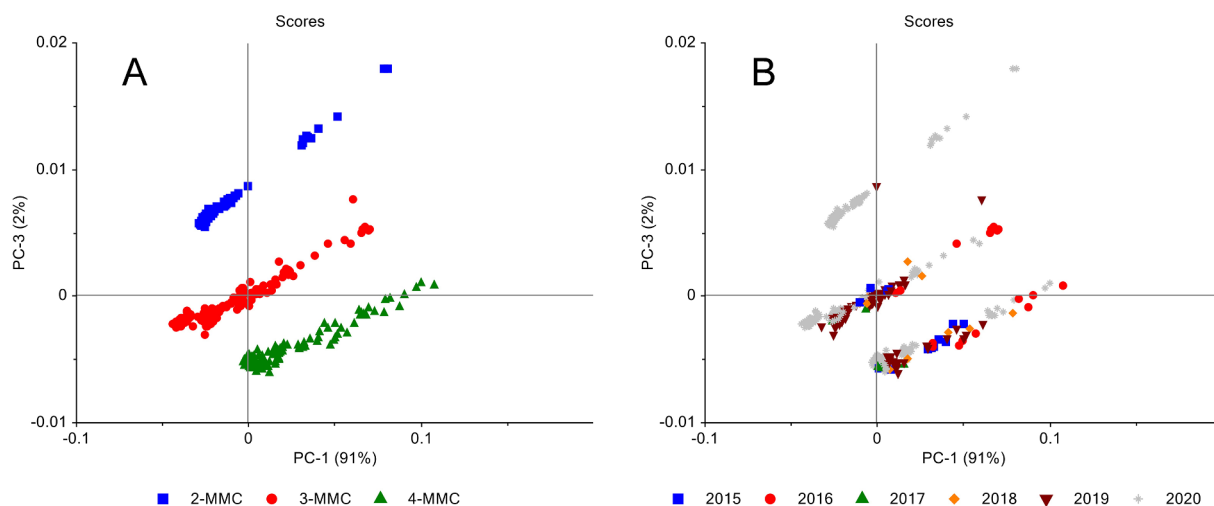 Scores
A
0.02
0.01
0
-0.01
PC-3 (2%)
-0.1
0
0.1
PC-1 (91%)
2-MMC 3-MMC 4-MMC
Scores
B
0.02
0.01
0
-0.01
PC-3 (2%)
-0.1
0
0.1
PC-1 (91%)
2015 2016 2017 2018 2019 2020